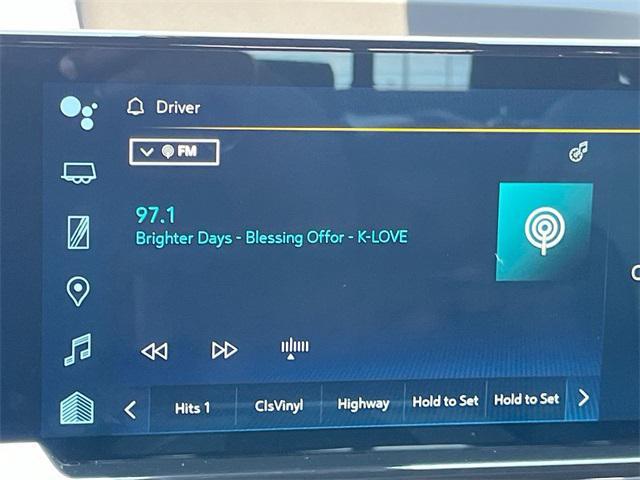 Driver
FM
97.1
Brighter Days - Blessing Offor - K-LOVE
Hits 1 ClsVinyl Highway Hold to Set Hold to Set